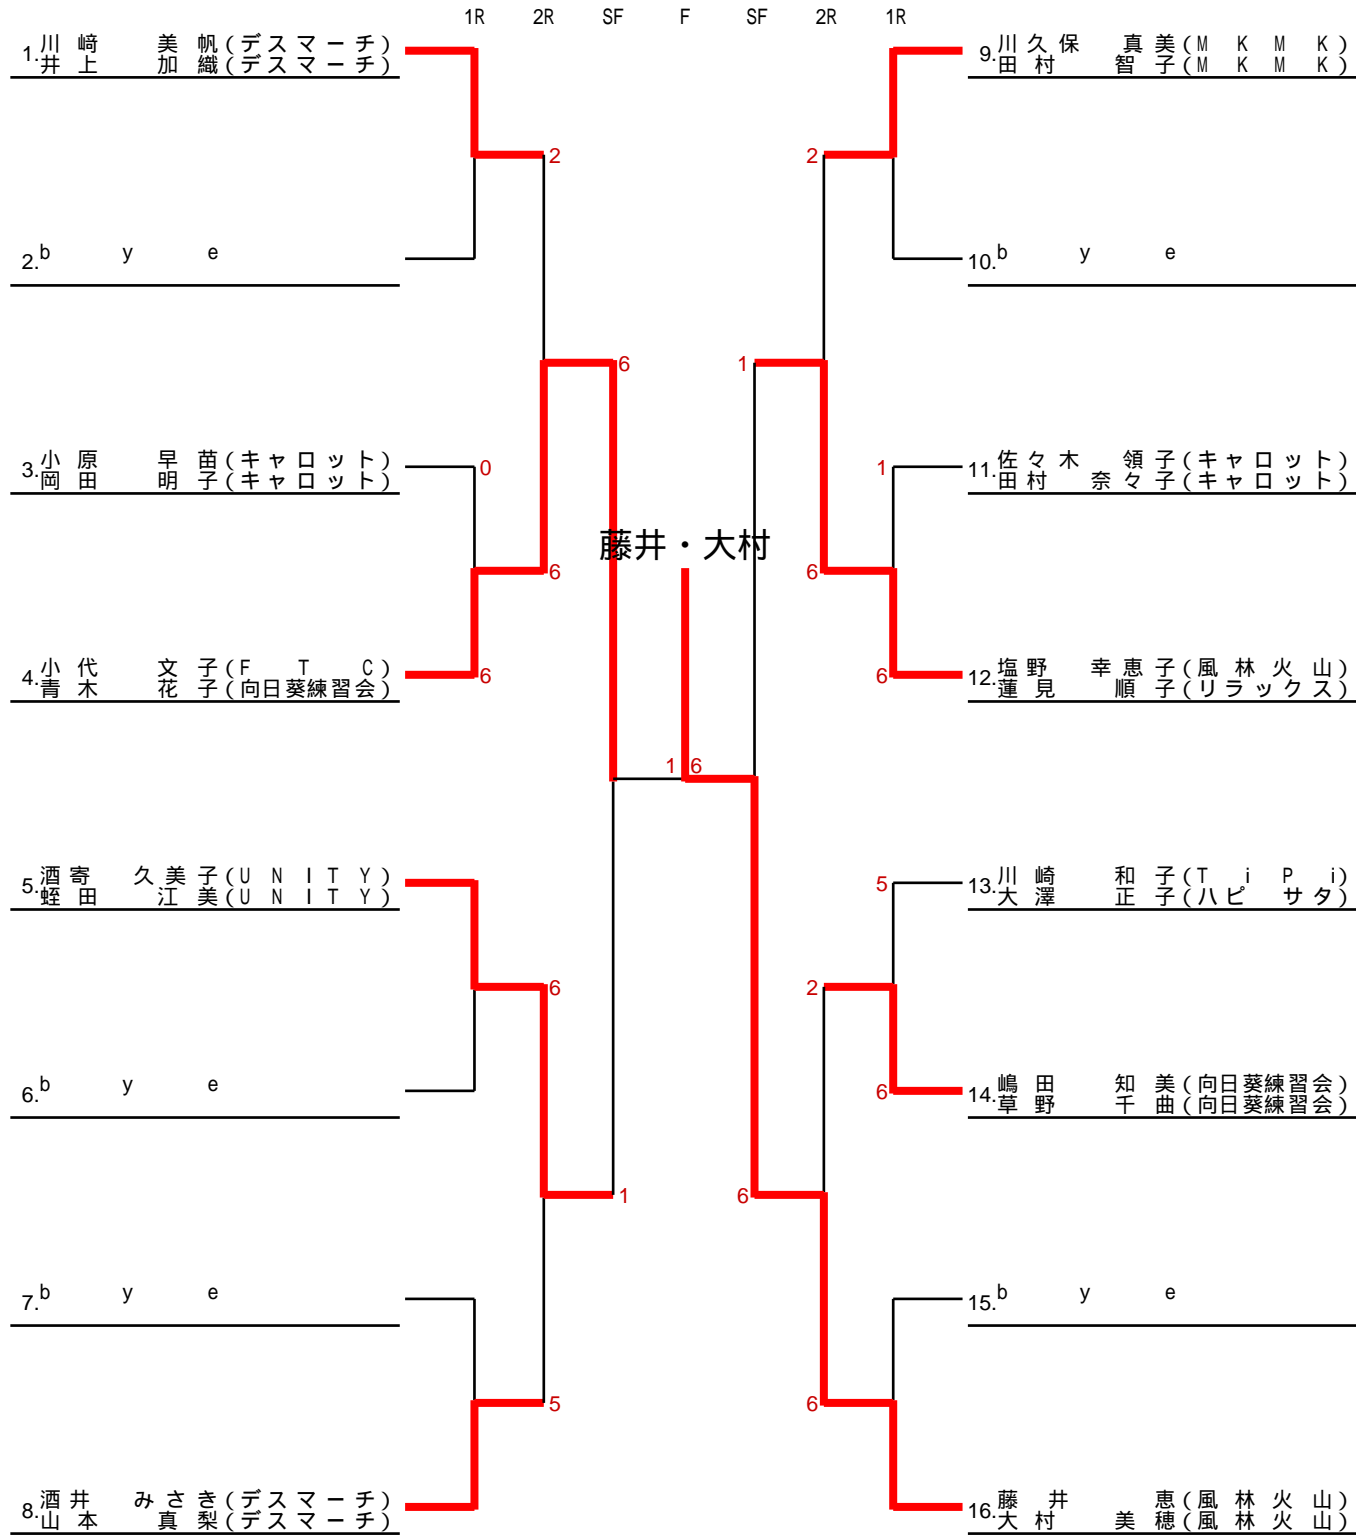 1R 2R SF F SF 2R 1R
1. 川﨑 美帆(デスマーチ)
井上 加織(デスマーチ)
2
2. bye
6
3. 小原 早苗(キャロット)
岡田 明子(キャロット)
0
6
4. 小代 文子(FTC)
青木 花子(向日葵練習会)
6
5. 酒寄 久美子(UNITY)
蛭田 江美(UNITY)
6
6. bye
1
7. bye
5
8. 酒井 みさき(デスマーチ)
山本 真梨(デスマーチ)
藤井・大村
1 6
9. 川久保 真美(MKMK)
田村 智子(MKMK)
2
10. bye
1
11. 佐々木 領子(キャロット)
田村 奈々子(キャロット)
1
6
12. 塩野 幸恵子(風林火山)
蓮見 順子(リラックス)
6
13. 川崎 和子(TiPi)
大澤 正子(ハピ サタ)
5
2
14. 嶋田 知美(向日葵練習会)
草野 千曲(向日葵練習会)
6
6
15. bye
6
16. 藤井 恵(風林火山)
大村 美穂(風林火山)